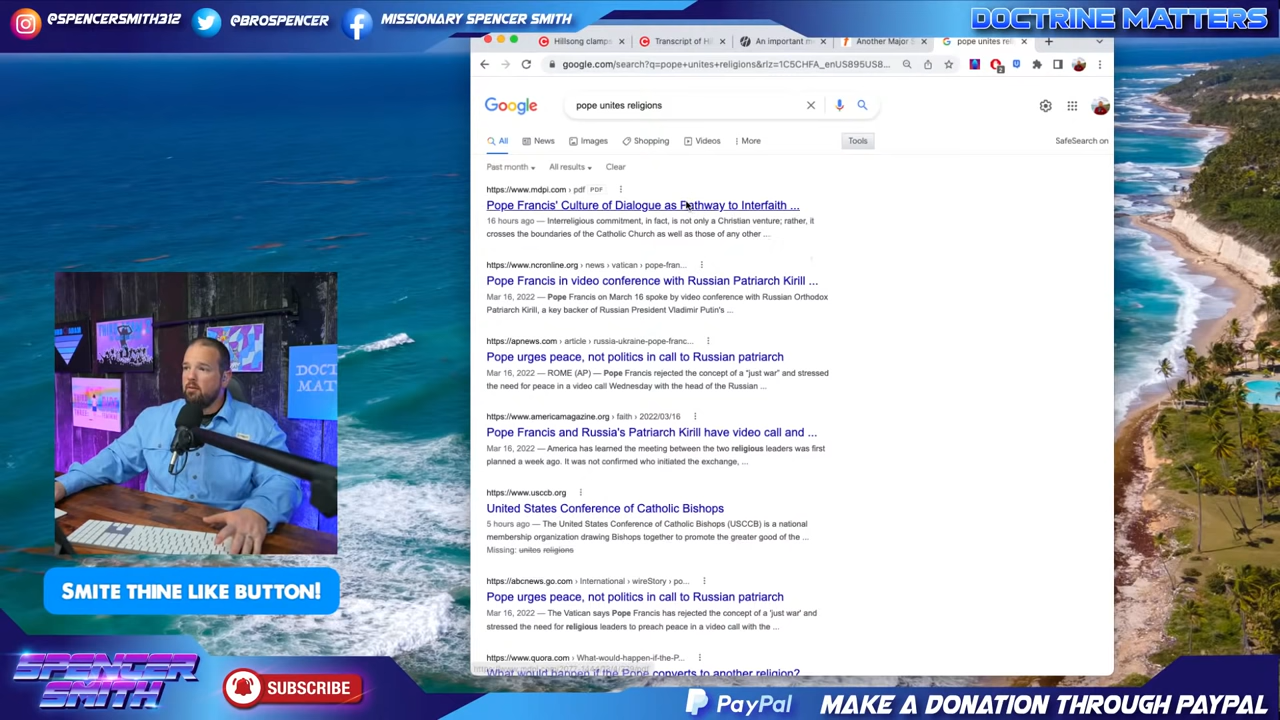 @SPENCERSMITH312
@BROSPENCER
MISSIONARY SPENCER SMITH
DOCTRINE MATTERS
Hillsong clamps
Transcript of Hi
An important m
Another Major S
pope unites reli
google.com/search?q=pope+unites+religions&rlz=1C5CHFA_enUS895US8...
2
Google
pope unites religions
All
News
Images
Shopping
Videos
More
Tools
SafeSearch on
Past month
All results
Clear
https://www.mdpi.com › pdf PDF
Pope Francis' Culture of Dialogue as Pathway to Interfaith ...
16 hours ago — Interreligious commitment, in fact, is not only a Christian venture; rather, it
crosses the boundaries of the Catholic Church as well as those of any other ...
https://www.ncronline.org › news › vatican › pope-fran...
Pope Francis in video conference with Russian Patriarch Kirill ...
Mar 16, 2022 — Pope Francis on March 16 spoke by video conference with Russian Orthodox
Patriarch Kirill, a key backer of Russian President Vladimir Putin's ...
https://apnews.com › article › russia-ukraine-pope-franc...
Pope urges peace, not politics in call to Russian patriarch
Mar 16, 2022 — ROME (AP) — Pope Francis rejected the concept of a "just war" and stressed
the need for peace in a video call Wednesday with the head of the Russian ...
https://www.americamagazine.org › faith › 2022/03/16
Pope Francis and Russia's Patriarch Kirill have video call and ...
Mar 16, 2022 — America has learned the meeting between the two religious leaders was first
planned a week ago. It was not confirmed who initiated the exchange, ...
https://www.usccb.org
United States Conference of Catholic Bishops
5 hours ago — The United States Conference of Catholic Bishops (USCCB) is a national
membership organization drawing Bishops together to promote the greater good of the ...
Missing: unites religions
https://abcnews.go.com › International › wireStory › po...
Pope urges peace, not politics in call to Russian patriarch
Mar 16, 2022 — The Vatican says Pope Francis has rejected the concept of a 'just war' and
stressed the need for religious leaders to preach peace in a video call with the ...
https://www.quora.com › What-would-happen-if-the-P...
What would happen if the Pope converts to another religion?
DOCT
MAT
SMITE THINE LIKE BUTTON!
SPENCER
SMITH
SUBSCRIBE
PayPal
MAKE A DONATION THROUGH PAYPAL